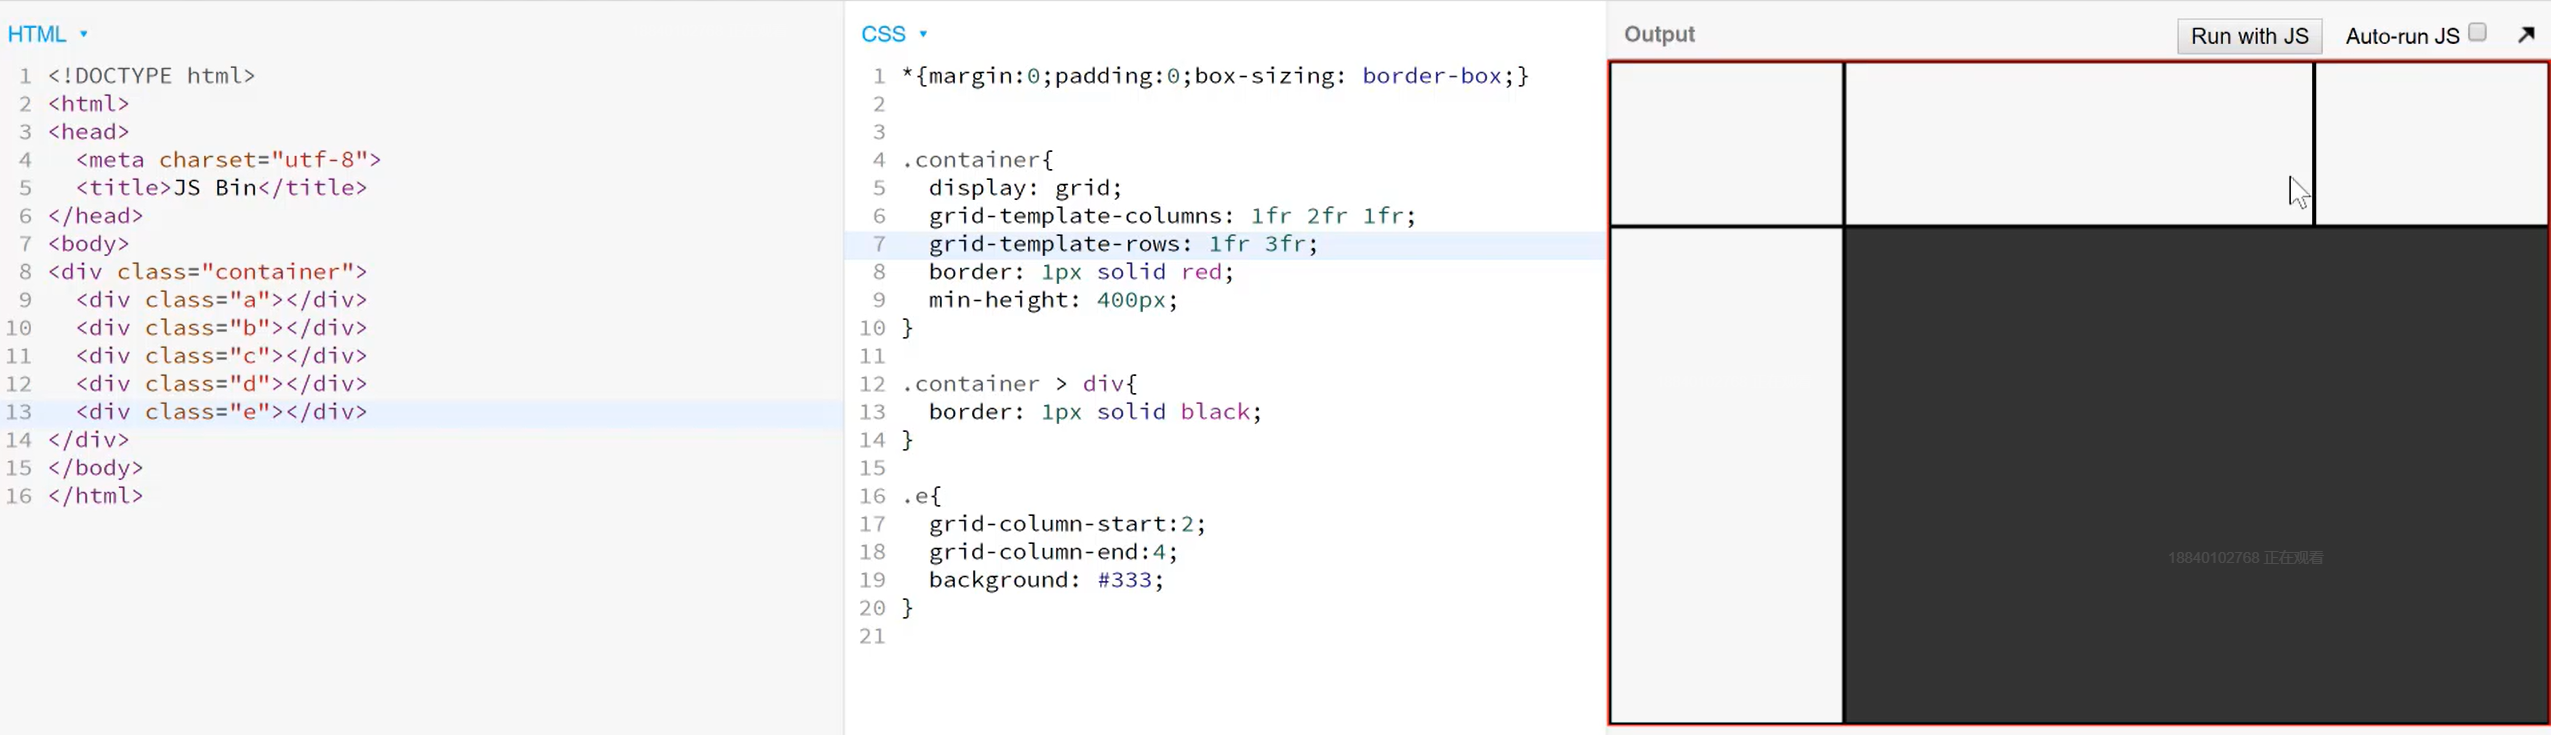 HTML
1 <!DOCTYPE html>
2 <html>
3 <head>
4   <meta charset="utf-8">
5   <title>JS Bin</title>
6 </head>
7 <body>
8 <div class="container">
9   <div class="a"></div>
10   <div class="b"></div>
11   <div class="c"></div>
12   <div class="d"></div>
13   <div class="e"></div>
14 </div>
15 </body>
16 </html>
CSS
1 *{margin:0;padding:0;box-sizing: border-box;}
2
3
4 .container{
5   display: grid;
6   grid-template-columns: 1fr 2fr 1fr;
7   grid-template-rows: 1fr 3fr;
8   border: 1px solid red;
9   min-height: 400px;
10 }
11
12 .container > div{
13   border: 1px solid black;
14 }
15
16 .e{
17   grid-column-start:2;
18   grid-column-end:4;
19   background: #333;
20 }
21
Output
Run with JS
Auto-run JS
18840102768 正在观看